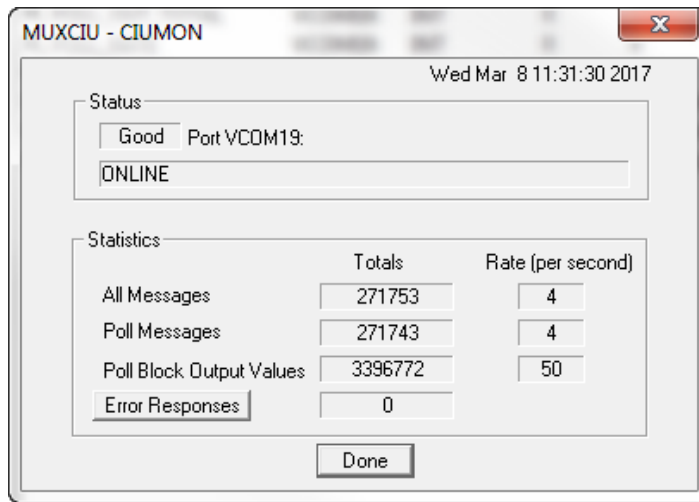 MUXCIU - CIUMON
Wed Mar 8 11:31:30 2017
Status
Good Port VCOM19:
ONLINE
Statistics
Totals Rate (per second)
All Messages 271753 4
Poll Messages 271743 4
Poll Block Output Values 3396772 50
Error Responses 0
Done